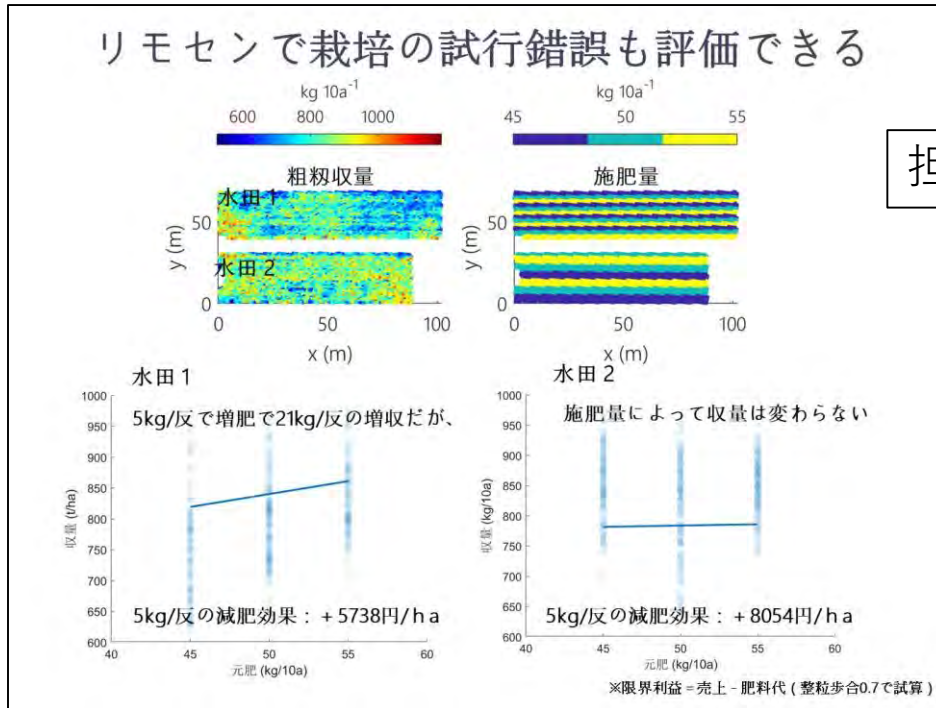 リモセンで栽培の試行錯誤も評価できる
kg 10a⁻¹
600 800 1000
粗籾収量
水田1
水田2
50
0
y (m)
0 50 100
x (m)
kg 10a⁻¹
45 50 55
施肥量
50
0
y (m)
0 50 100
x (m)
担
水田1
5kg/反で増肥で21kg/反の増収だが、
1000
950
900
850
800
750
700
650
600
収量 (t/ha)
5kg/反の減肥効果：+5738円/ha
40 45 50 55 60
元肥 (kg/10a)
水田2
施肥量によって収量は変わらない
1000
950
900
850
800
750
700
650
600
収量 (kg/10a)
5kg/反の減肥効果：+8054円/ha
40 45 50 55 60
元肥 (kg/10a)
※限界利益=売上-肥料代(整粒歩合0.7で試算)